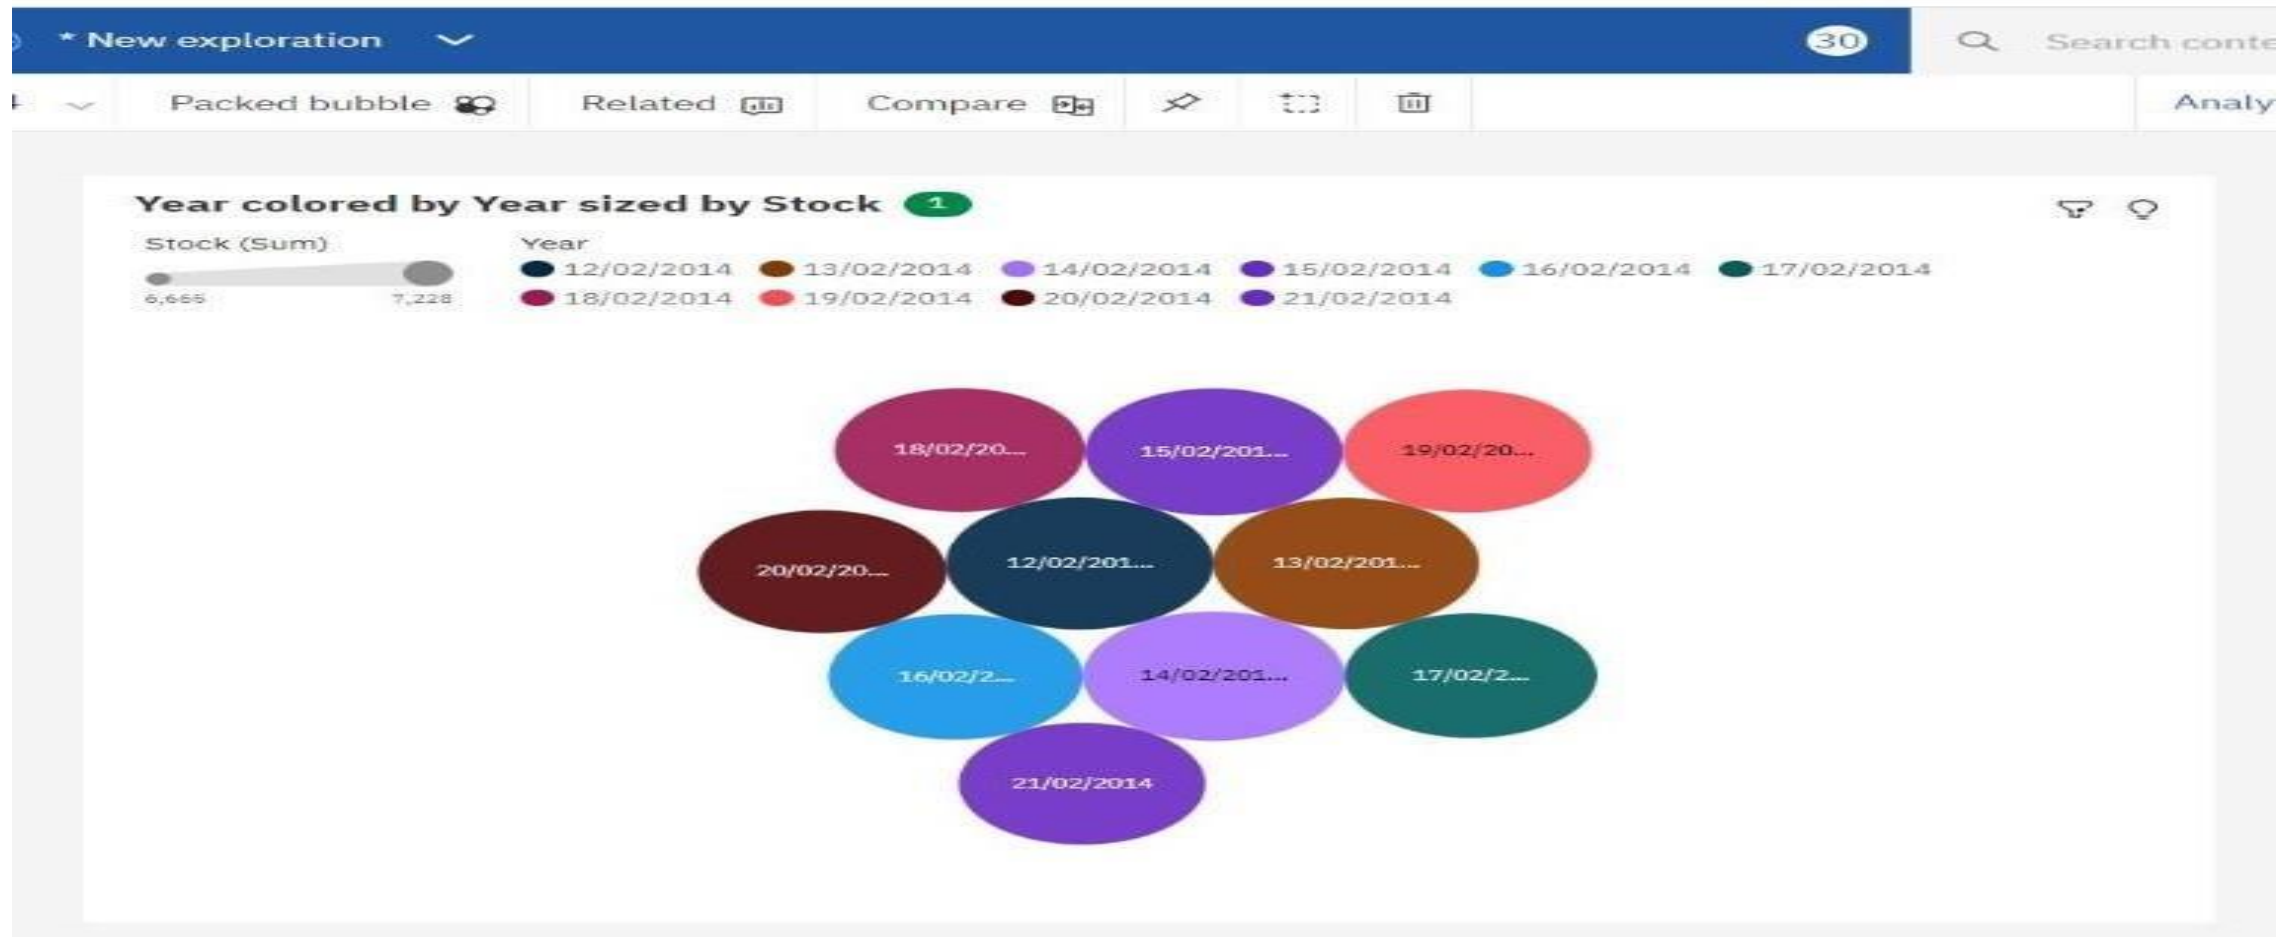 * New exploration 30 Search conte
Packed bubble Related Compare Analy
Year colored by Year sized by Stock 1
Stock (Sum) Year
12/02/2014 13/02/2014 14/02/2014 15/02/2014 16/02/2014 17/02/2014
6,665 7,228 18/02/2014 19/02/2014 20/02/2014 21/02/2014
18/02/20... 15/02/201... 19/02/20...
20/02/20... 12/02/201... 13/02/201...
16/02/2... 14/02/201... 17/02/2...
21/02/2014